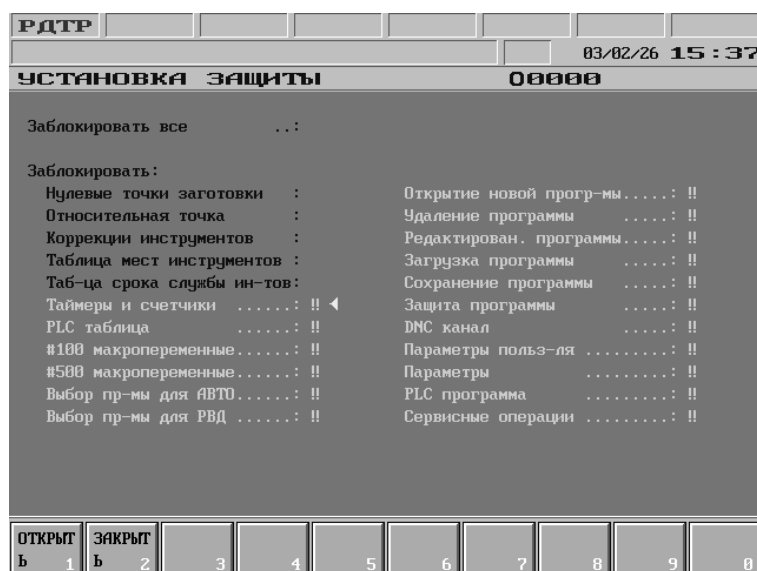 РДТР
03/02/26 15:37
УСТАНОВКА ЗАЩИТЫ O0000
Заблокировать все ..:
Заблокировать:
Нулевые точки заготовки : Открытие новой прогр-мы.....: !!
Относительная точка : Удаление программы .....: !!
Коррекции инструментов : Редактирован. программы.....: !!
Таблица мест инструментов : Загрузка программы .....: !!
Таб-ца срока службы ин-тов: Сохранение программы .....: !!
Таймеры и счетчики ......: !! Защита программы .....: !!
PLC таблица ......: !! DNC канал .....: !!
#100 макропеременные......: !! Параметры польз-ля .........: !!
#500 макропеременные......: !! Параметры .........: !!
Выбор пр-мы для АВТО......: !! PLC программа .........: !!
Выбор пр-мы для РВД ......: !! Сервисные операции .........: !!
ОТКРЫТ ЗАКРЫТ
Ь 1 Ь 2 3 4 5 6 7 8 9 0